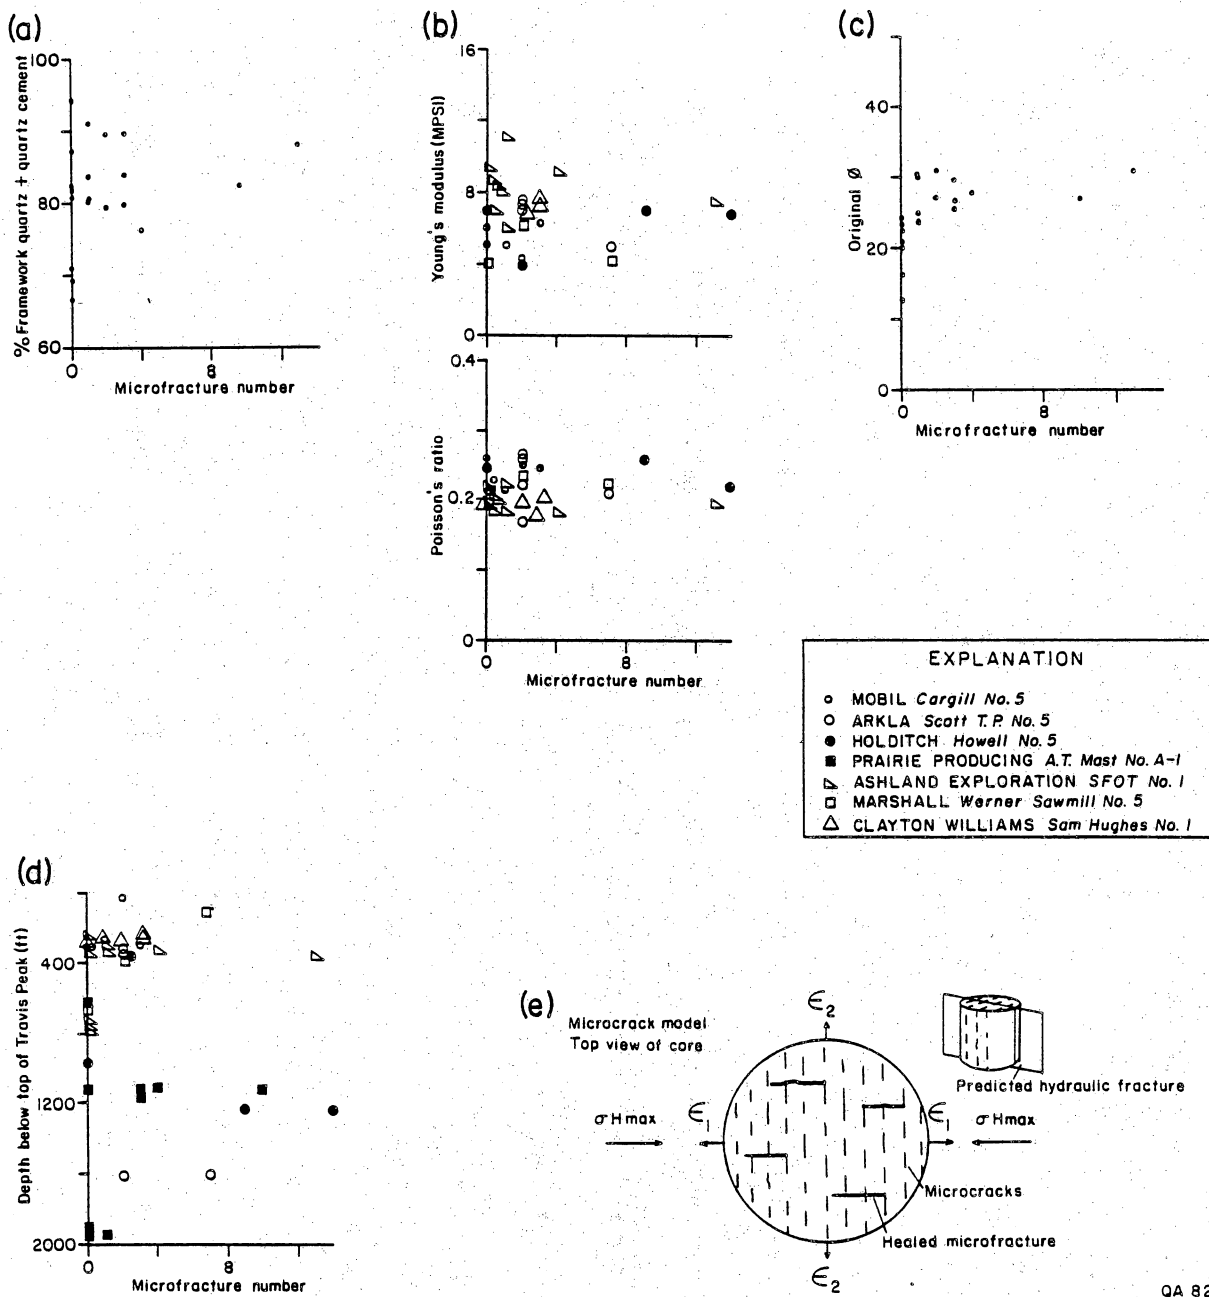 (a)
100
80
60
0
8
%Framework quartz + quartz cement
Microfracture number
(b)
16
8
0
Young's modulus (MPSI)
0.4
0.2
0
Poisson's ratio
0
8
Microfracture number
(c)
40
20
0
Original Ø
0
8
Microfracture number
EXPLANATION
MOBIL Cargill No. 5
ARKLA Scott T.P. No. 5
HOLDITCH Howell No. 5
PRAIRIE PRODUCING A.T. Mast No. A-1
ASHLAND EXPLORATION SFOT No. 1
MARSHALL Werner Sawmill No. 5
CLAYTON WILLIAMS Sam Hughes No. 1
(d)
400
1200
2000
Depth below top of Travis Peak (ft)
0
8
Microfracture number
(e)
Microcrack model
Top view of core
ϵ2
Predicted hydraulic fracture
σHmax
ϵ1
ϵ1
σHmax
Microcracks
Healed microfracture
ϵ2
QA 82